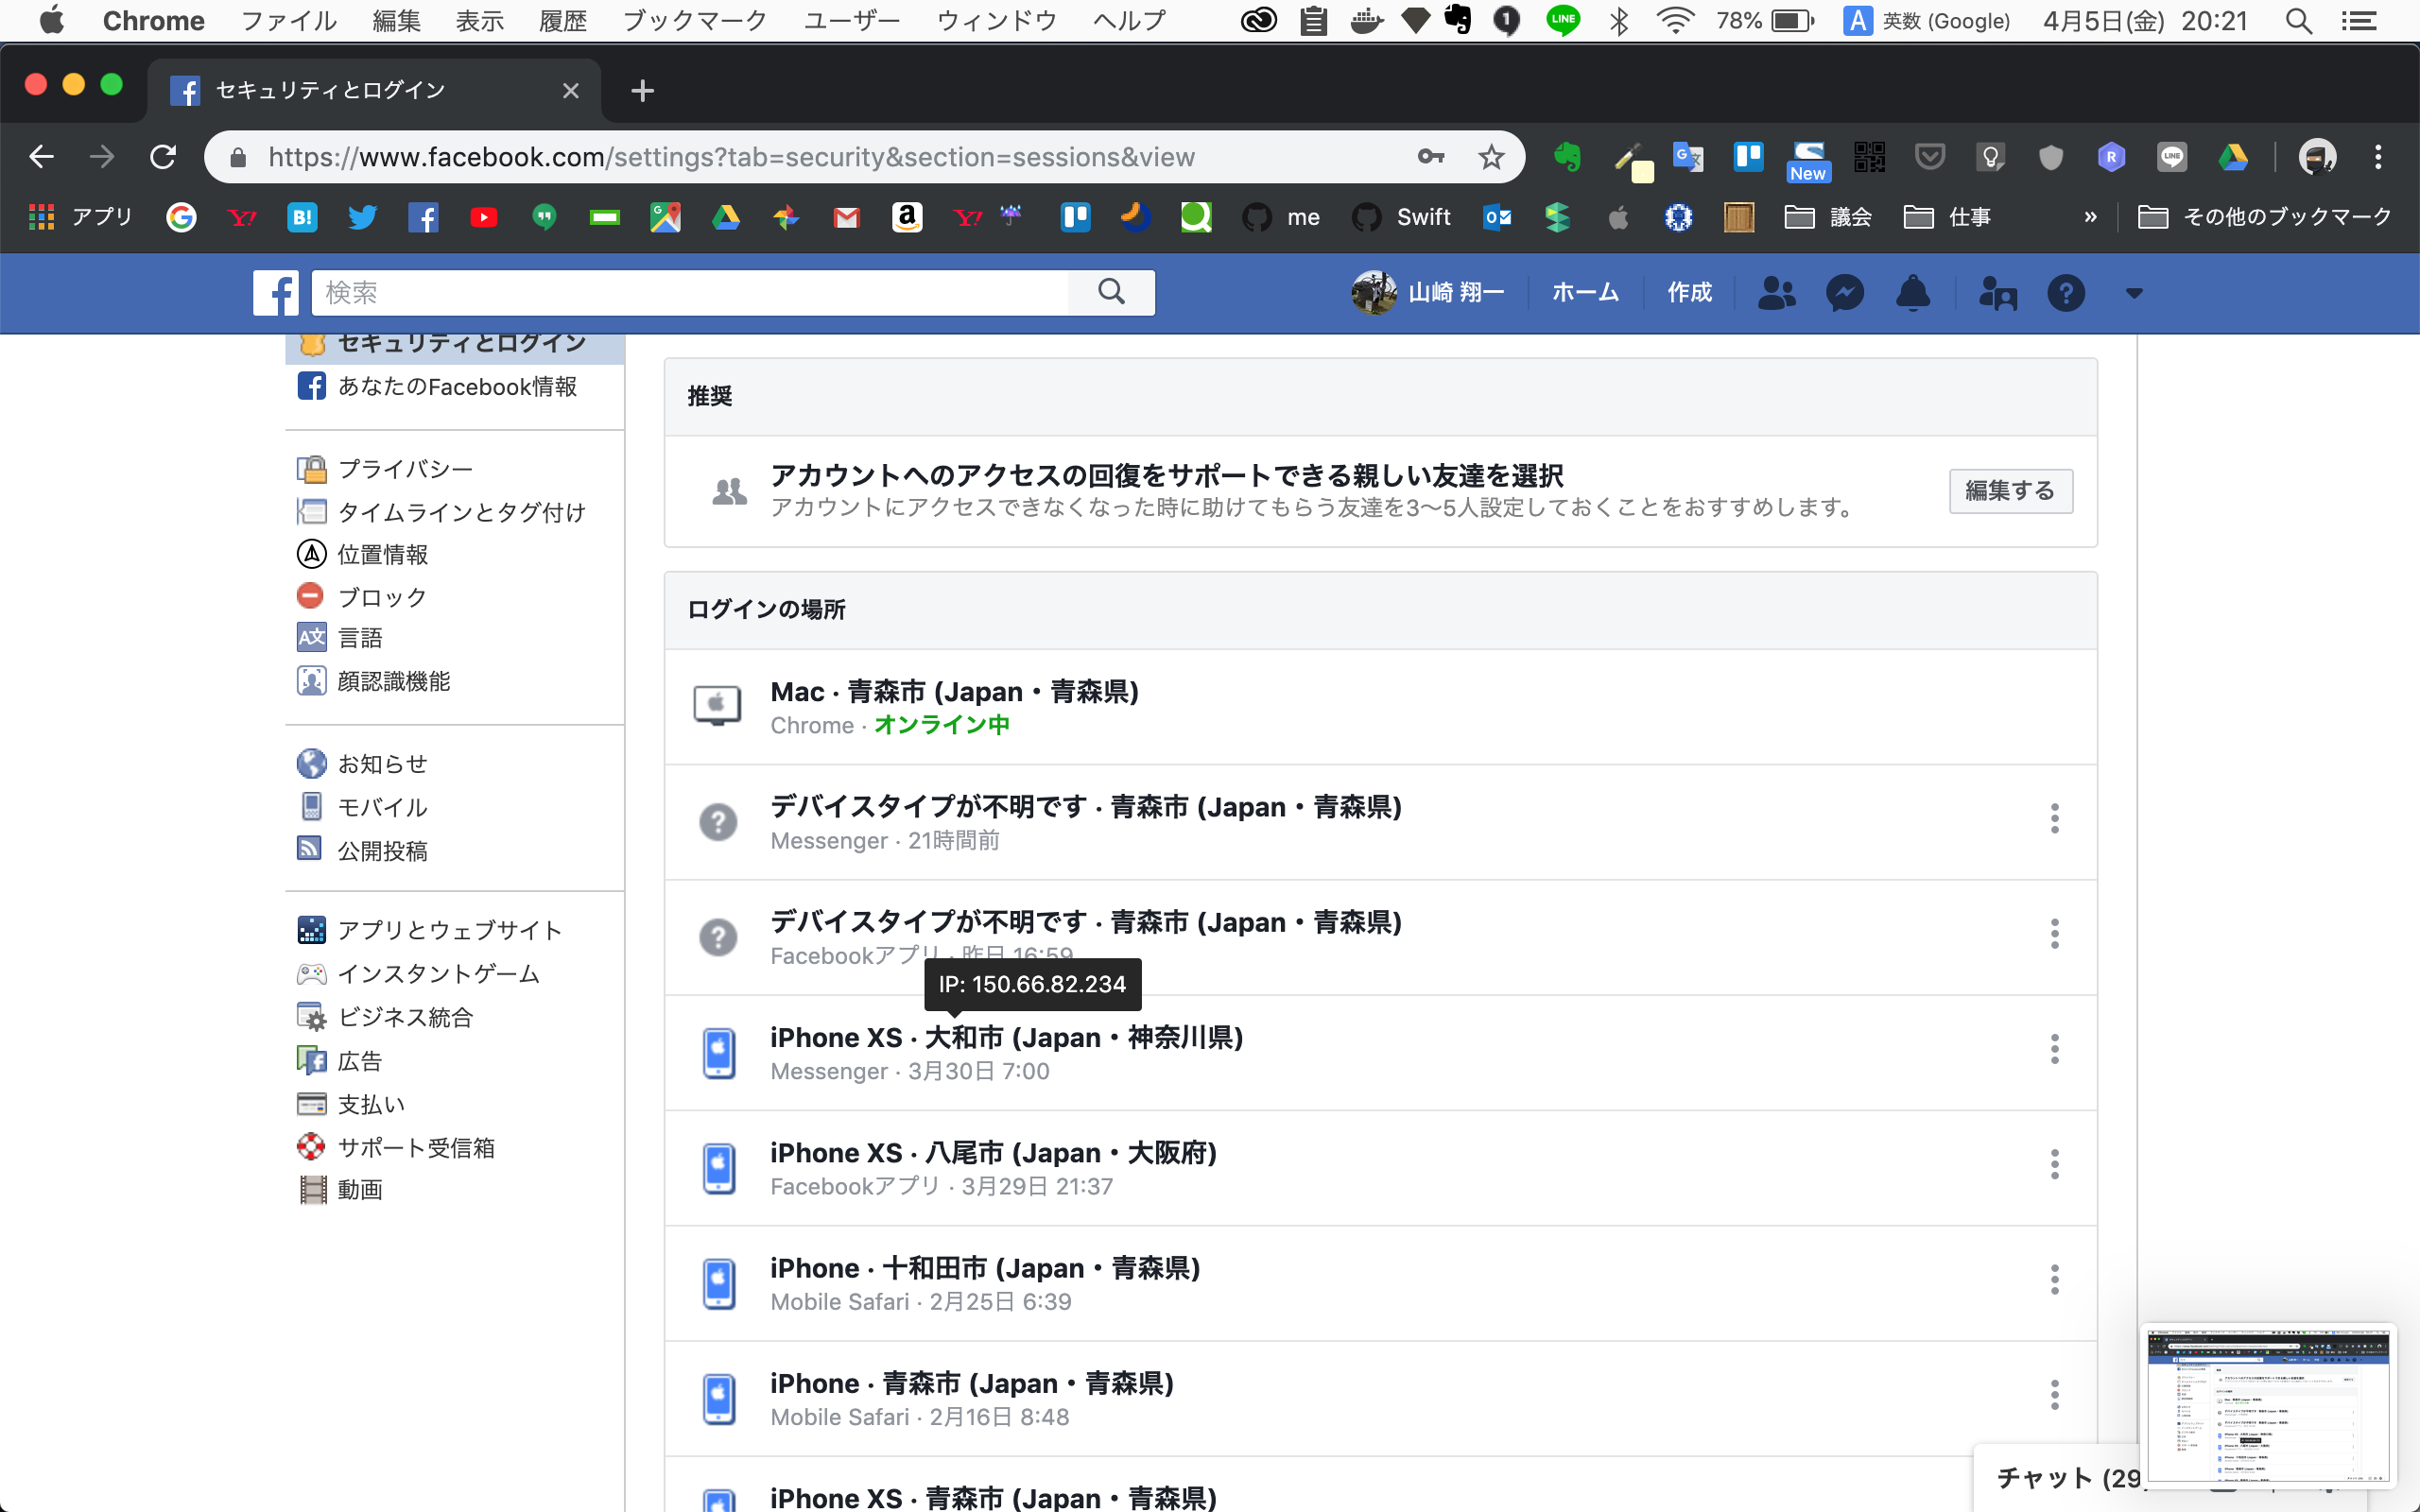 Chrome ファイル 編集 表示 履歴 ブックマーク ユーザー ウィンドウ ヘルプ 1 LINE 78% A 英数 (Google) 4月5日(金) 20:21
セキュリティとログイン
https://www.facebook.com/settings?tab=security&section=sessions&view New
アプリ me Swift 議会 仕事 » その他のブックマーク
検索 山崎 翔一 ホーム 作成
セキュリティとログイン
あなたのFacebook情報
プライバシー
タイムラインとタグ付け
位置情報
ブロック
言語
顔認識機能
お知らせ
モバイル
公開投稿
アプリとウェブサイト
インスタントゲーム
ビジネス統合
広告
支払い
サポート受信箱
動画
推奨
アカウントへのアクセスの回復をサポートできる親しい友達を選択
アカウントにアクセスできなくなった時に助けてもらう友達を3〜5人設定しておくことをおすすめします。
編集する
ログインの場所
Mac · 青森市 (Japan・青森県)
Chrome · オンライン中
デバイスタイプが不明です · 青森市 (Japan・青森県)
Messenger · 21時間前
デバイスタイプが不明です · 青森市 (Japan・青森県)
Facebookアプリ · 昨日 16:59
IP: 150.66.82.234
iPhone XS · 大和市 (Japan・神奈川県)
Messenger · 3月30日 7:00
iPhone XS · 八尾市 (Japan・大阪府)
Facebookアプリ · 3月29日 21:37
iPhone · 十和田市 (Japan・青森県)
Mobile Safari · 2月25日 6:39
iPhone · 青森市 (Japan・青森県)
Mobile Safari · 2月16日 8:48
iPhone XS · 青森市 (Japan・青森県)
チャット (29